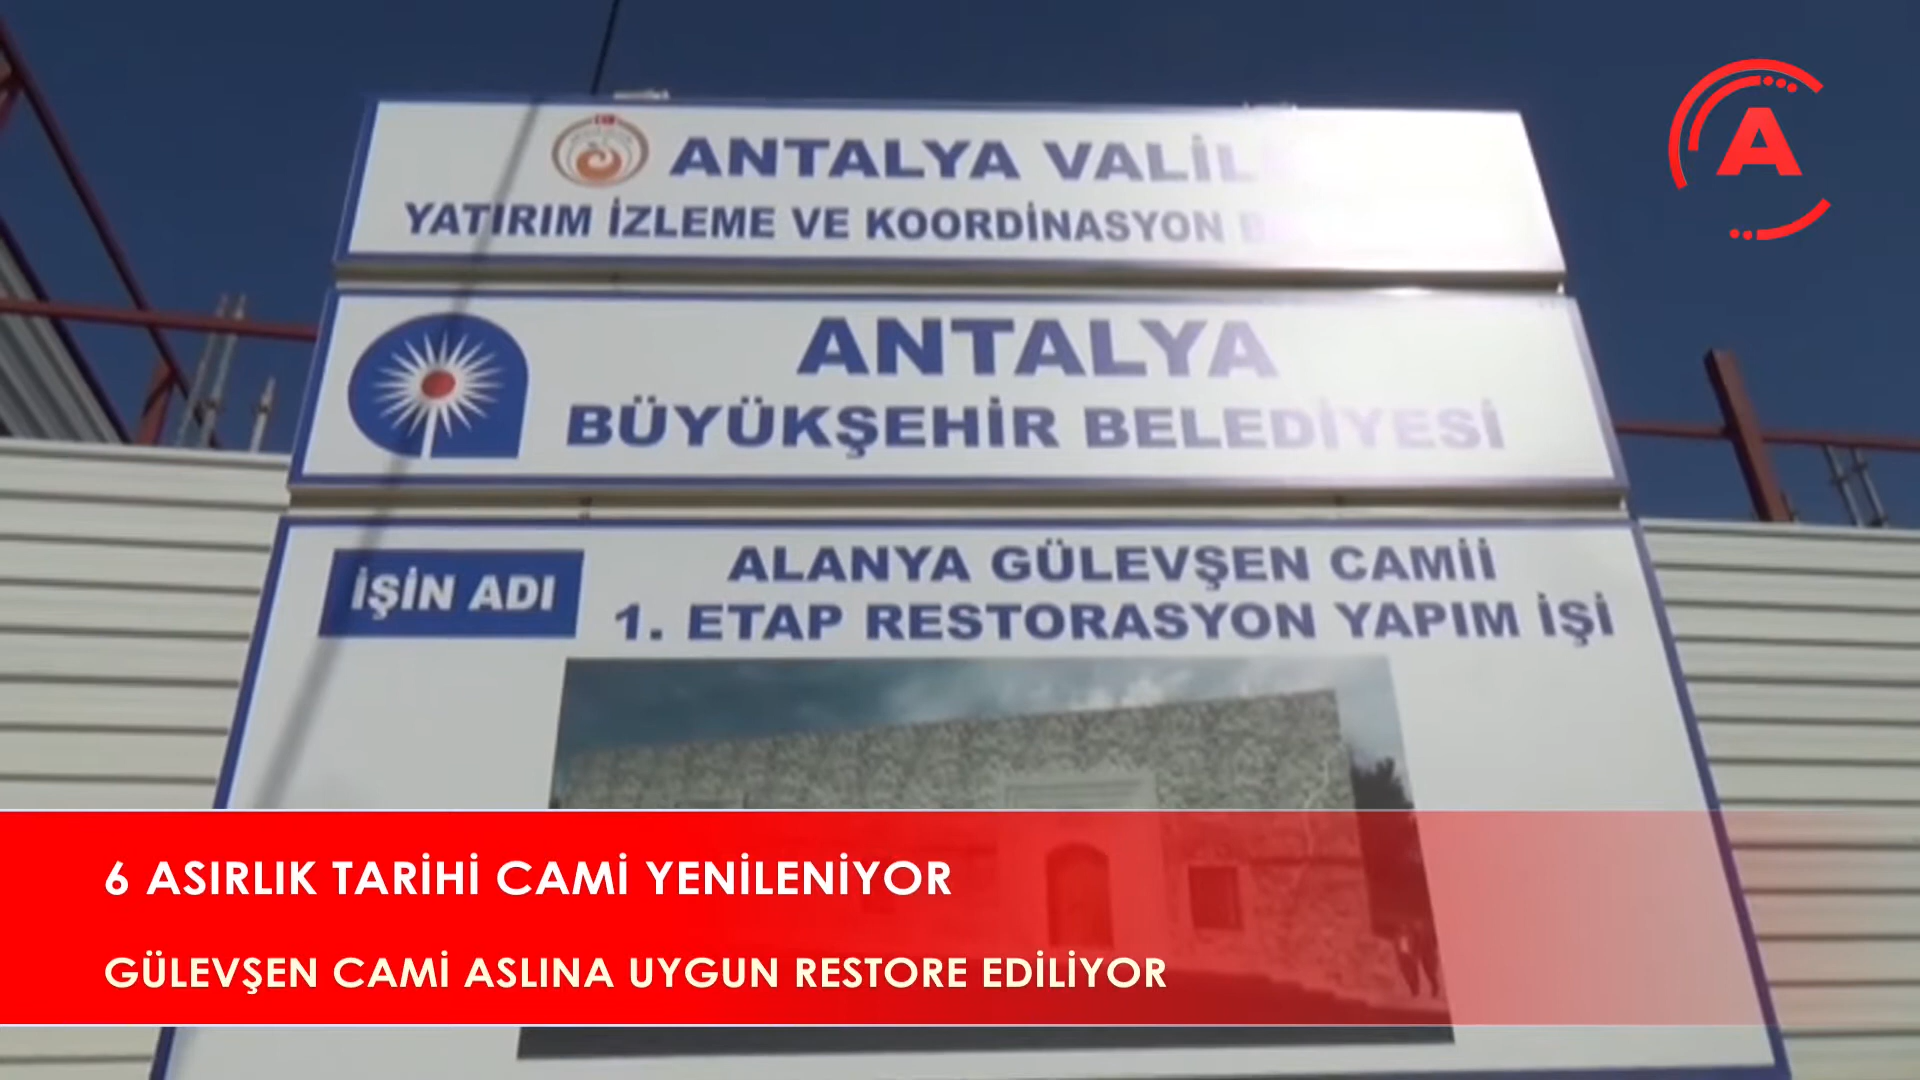 ANTALYA
YATIRIM İZLEME VE KOORDİNASYON
ANTALYA
BÜYÜKŞEHİR BELEDİYESİ
İŞİN ADI
ALANYA GÜLEVŞEN CAMİİ
1. ETAP RESTORASYON YAPIM İŞİ
A
6 ASIRLIK TARİHİ CAMİ YENİLENİYOR
GÜLEVŞEN CAMİ ASLINA UYGUN RESTORE EDİLİYOR